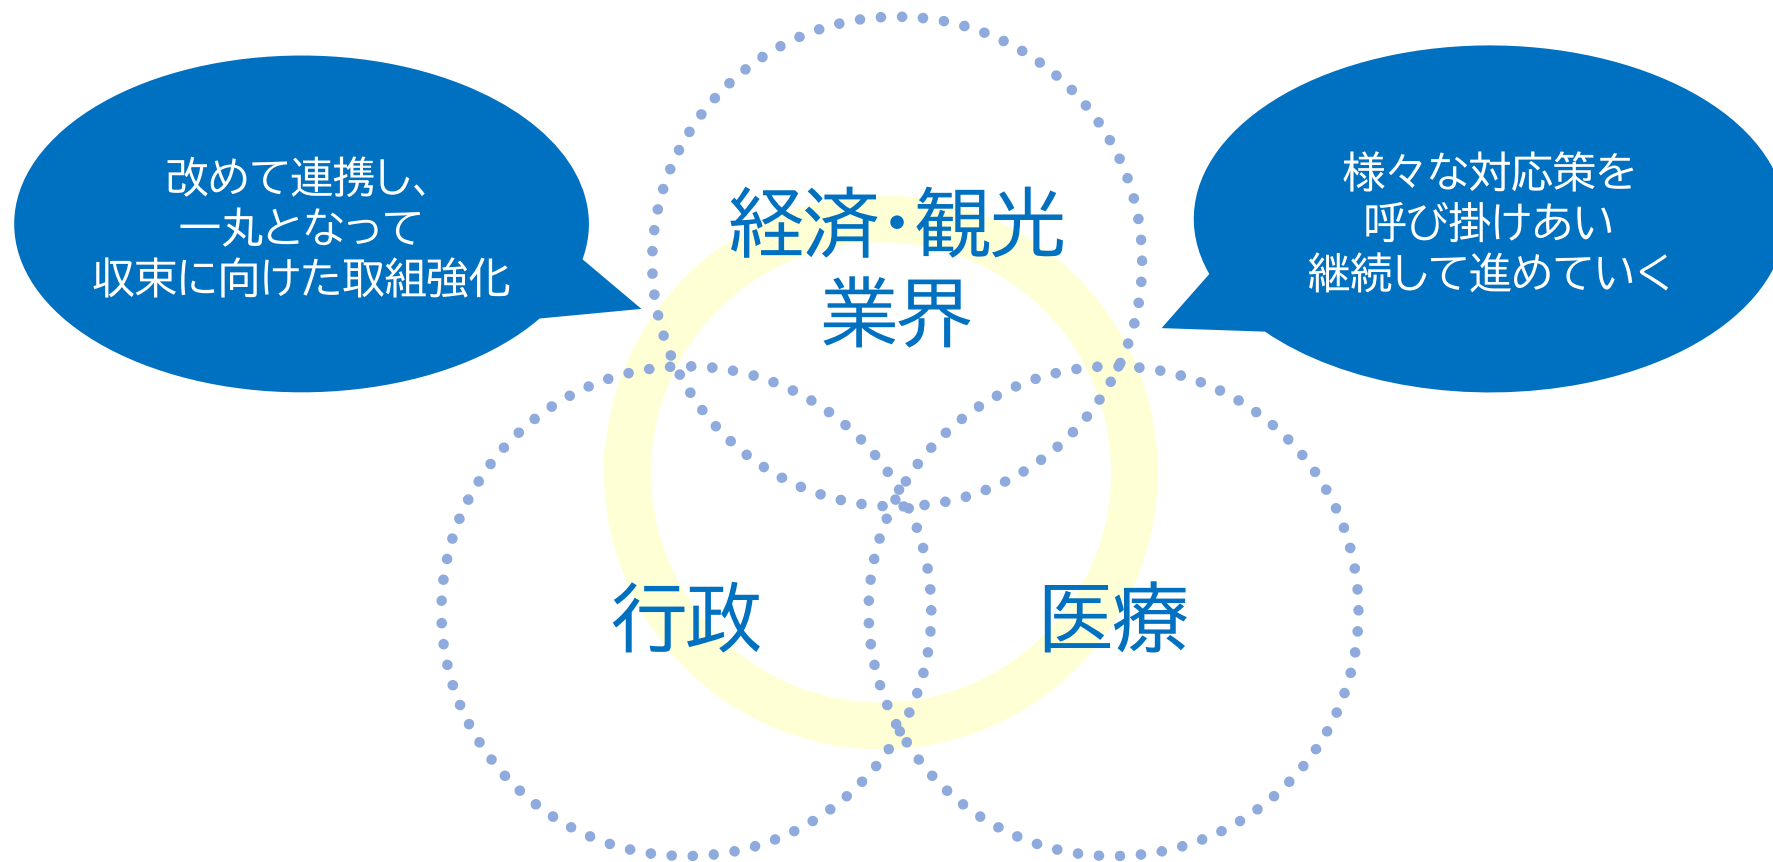 改めて連携し、
一丸となって
収束に向けた取組強化
様々な対応策を
呼び掛けあい
継続して進めていく
経済・観光
業界
行政
医療